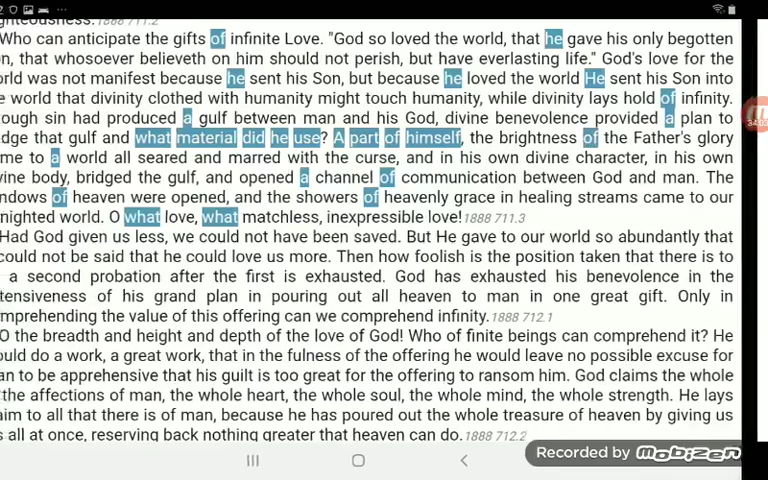 ghteousness. 1888 711.2
Who can anticipate the gifts of infinite Love. "God so loved the world, that he gave his only begotten
n, that whosoever believeth on him should not perish, but have everlasting life." God's love for the
rld was not manifest because he sent his Son, but because he loved the world He sent his Son into
e world that divinity clothed with humanity might touch humanity, while divinity lays hold of infinity.
ough sin had produced a gulf between man and his God, divine benevolence provided a plan to
dge that gulf and what material did he use? A part of himself, the brightness of the Father's glory
me to a world all seared and marred with the curse, and in his own divine character, in his own
vine body, bridged the gulf, and opened a channel of communication between God and man. The
ndows of heaven were opened, and the showers of heavenly grace in healing streams came to our
nighted world. O what love, what matchless, inexpressible love! 1888 711.3
Had God given us less, we could not have been saved. But He gave to our world so abundantly that
could not be said that he could love us more. Then how foolish is the position taken that there is to
a second probation after the first is exhausted. God has exhausted his benevolence in the
tensiveness of his grand plan in pouring out all heaven to man in one great gift. Only in
mprehending the value of this offering can we comprehend infinity. 1888 712.1
O the breadth and height and depth of the love of God! Who of finite beings can comprehend it? He
ould do a work, a great work, that in the fulness of the offering he would leave no possible excuse for
an to be apprehensive that his guilt is too great for the offering to ransom him. God claims the whole
the affections of man, the whole heart, the whole soul, the whole mind, the whole strength. He lays
aim to all that there is of man, because he has poured out the whole treasure of heaven by giving us
s all at once, reserving back nothing greater that heaven can do. 1888 712.2
Recorded by MOBIZEN